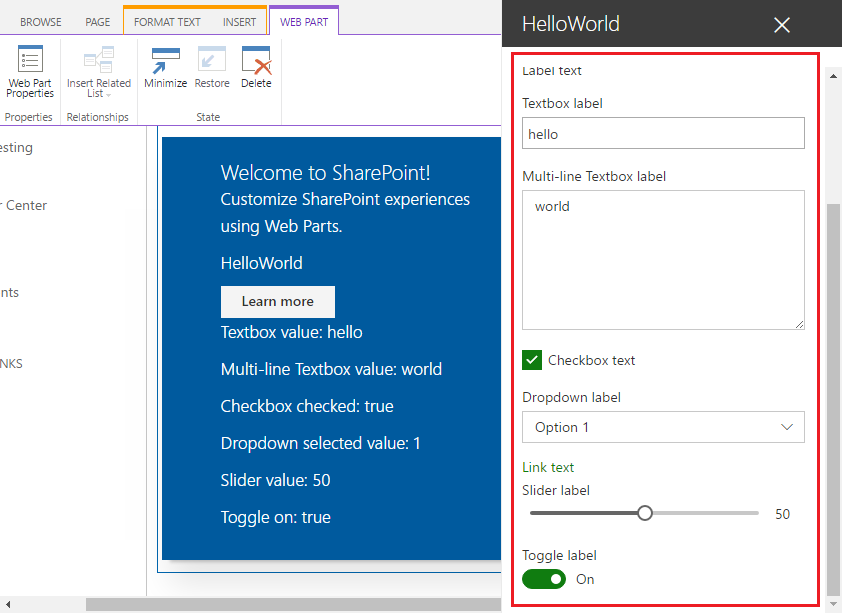 BROWSE PAGE FORMAT TEXT INSERT WEB PART
Web Part
Properties
Insert Related
List
Minimize Restore Delete
Properties Relationships State
esting
r Center
nts
NKS
Welcome to SharePoint!
Customize SharePoint experiences
using Web Parts.
HelloWorld
Learn more
Textbox value: hello
Multi-line Textbox value: world
Checkbox checked: true
Dropdown selected value: 1
Slider value: 50
Toggle on: true
HelloWorld
Label text
Textbox label
hello
Multi-line Textbox label
world
Checkbox text
Dropdown label
Option 1
Link text
Slider label
50
Toggle label
On